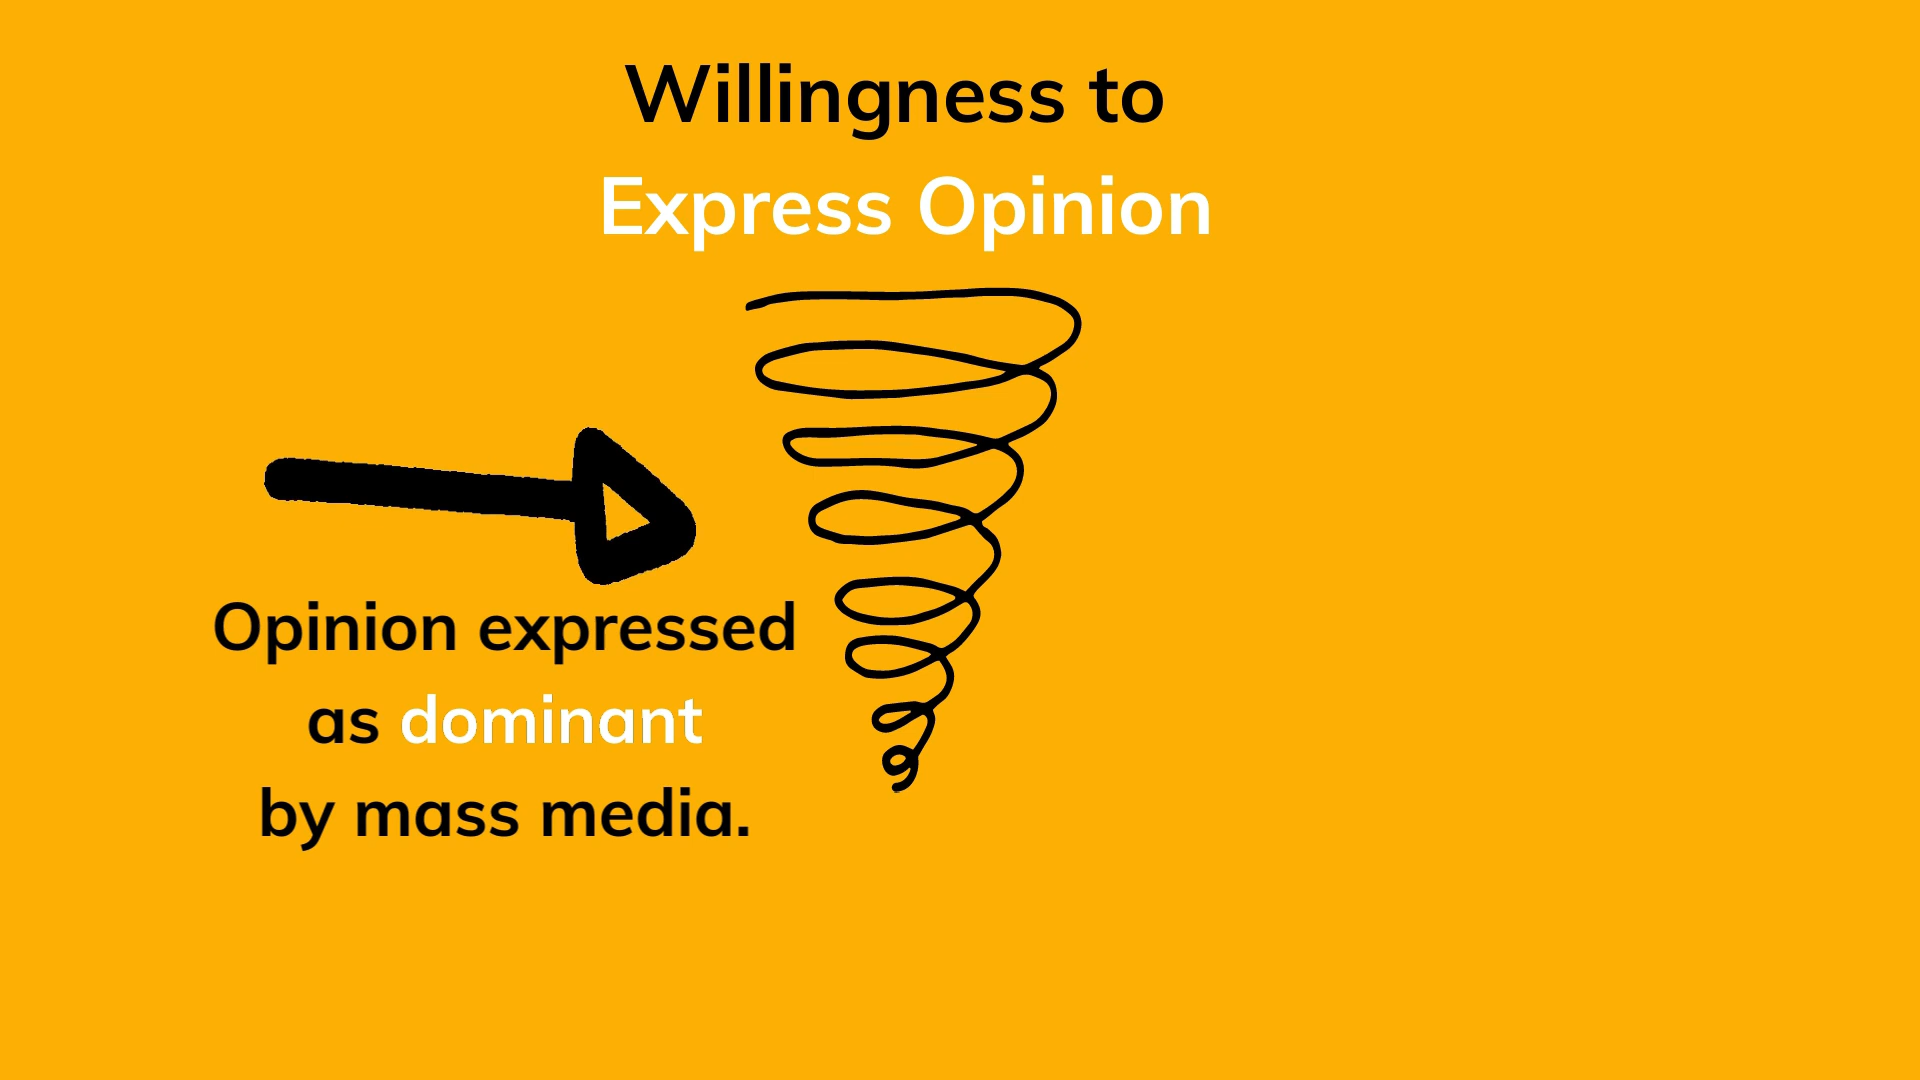 Willingness to
Express Opinion
Opinion expressed
as dominant
by mass media.